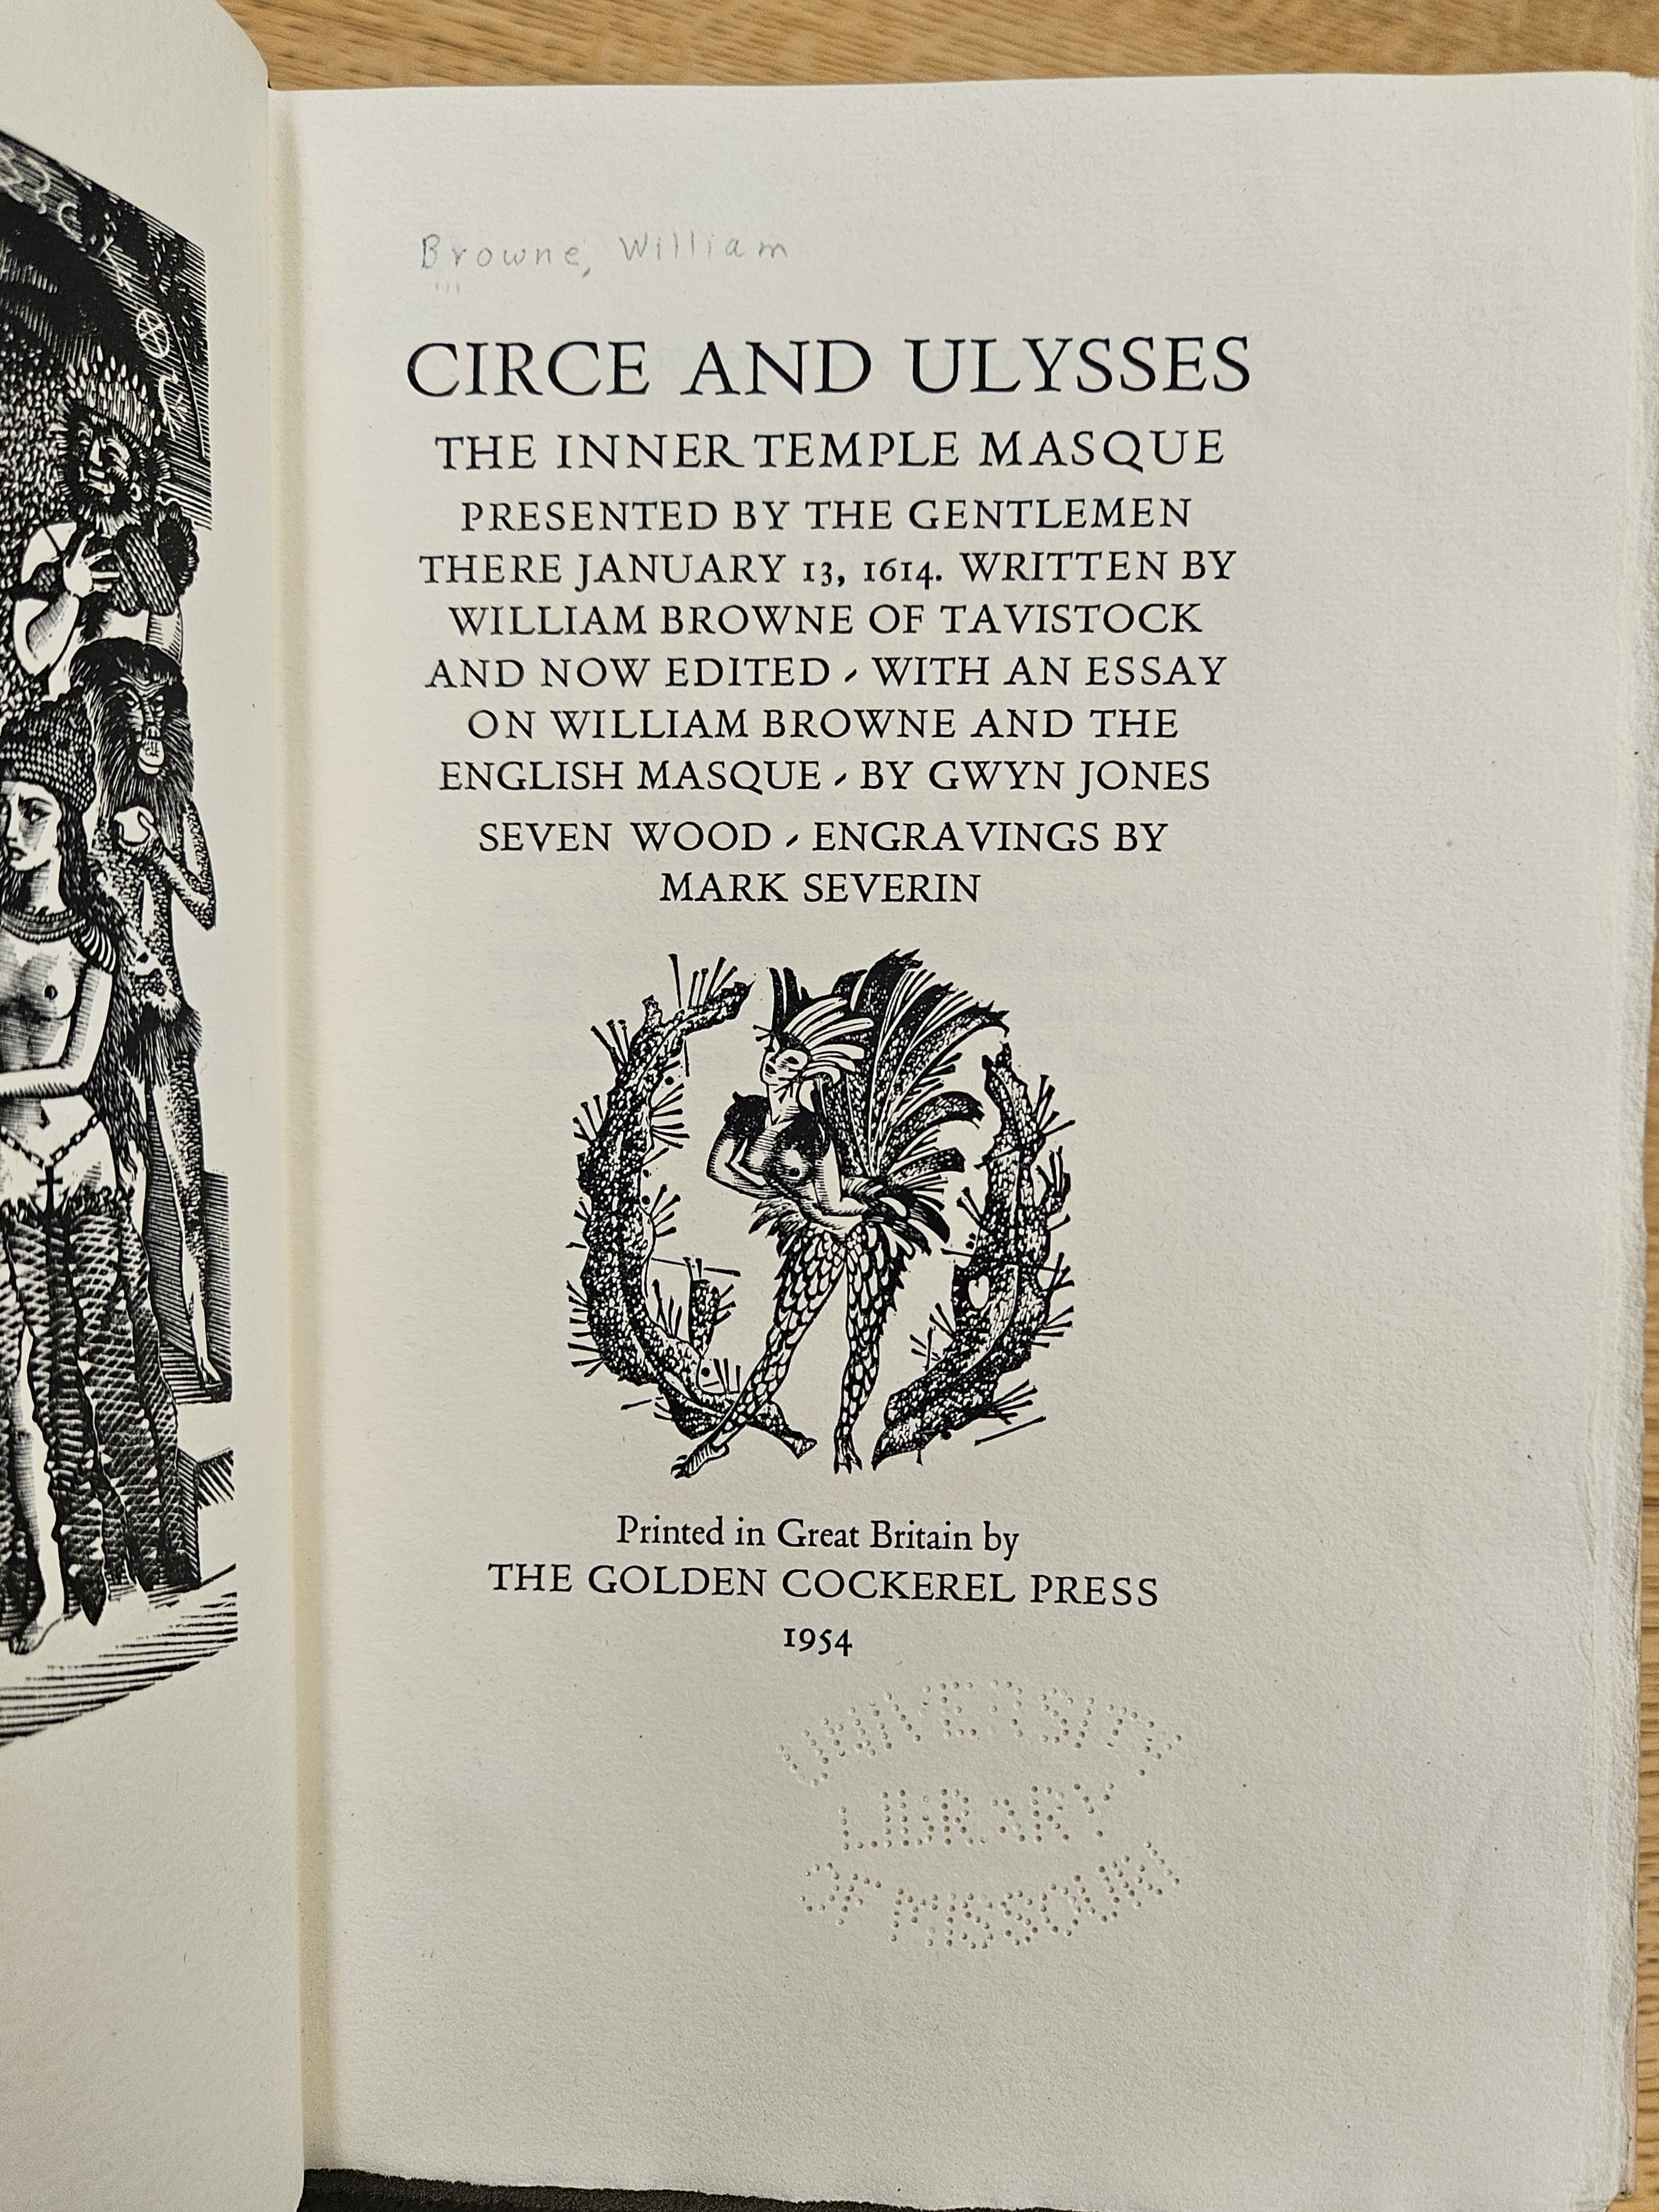 Browne, William
CIRCE AND ULYSSES
THE INNER TEMPLE MASQUE
PRESENTED BY THE GENTLEMEN
THERE JANUARY 13, 1614. WRITTEN BY
WILLIAM BROWNE OF TAVISTOCK
AND NOW EDITED - WITH AN ESSAY
ON WILLIAM BROWNE AND THE
ENGLISH MASQUE - BY GWYN JONES
SEVEN WOOD - ENGRAVINGS BY
MARK SEVERIN
Printed in Great Britain by
THE GOLDEN COCKEREL PRESS
1954
UNIVERSITY
LIBRARY
OF MISSOURI